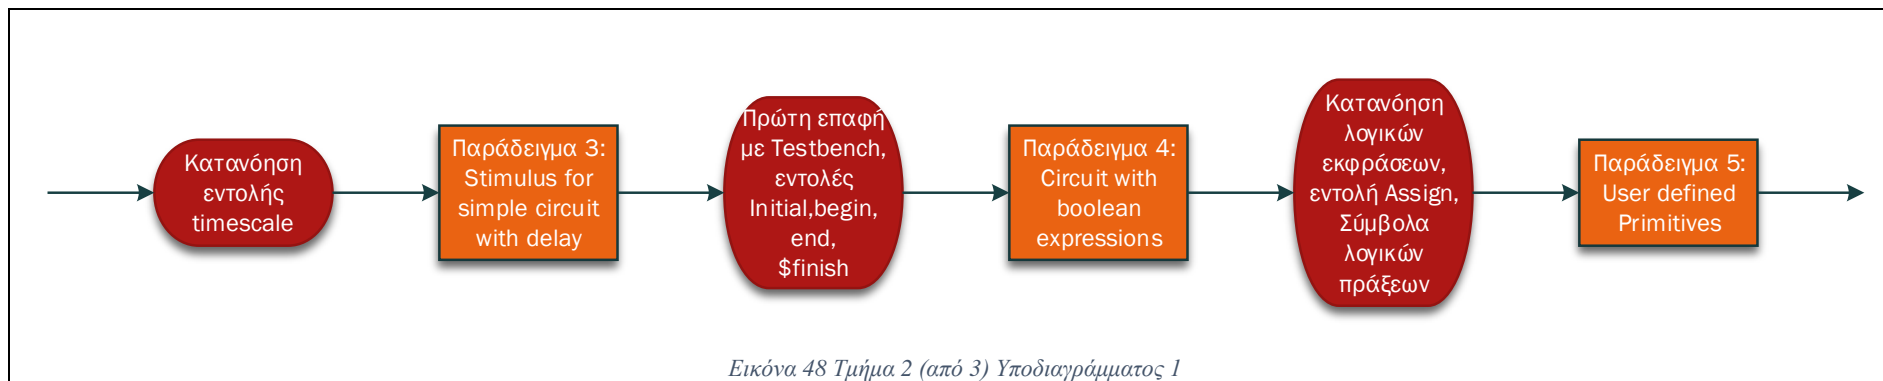 Κατανόηση
εντολής
timescale
Παράδειγμα 3:
Stimulus for
simple circuit
with delay
Πρώτη επαφή
με Testbench,
εντολές
Initial,begin,
end,
$finish
Παράδειγμα 4:
Circuit with
boolean
expressions
Κατανόηση
λογικών
εκφράσεων,
εντολή Assign,
Σύμβολα
λογικών
πράξεων
Παράδειγμα 5:
User defined
Primitives
Εικόνα 48 Τμήμα 2 (από 3) Υποδιαγράμματος 1